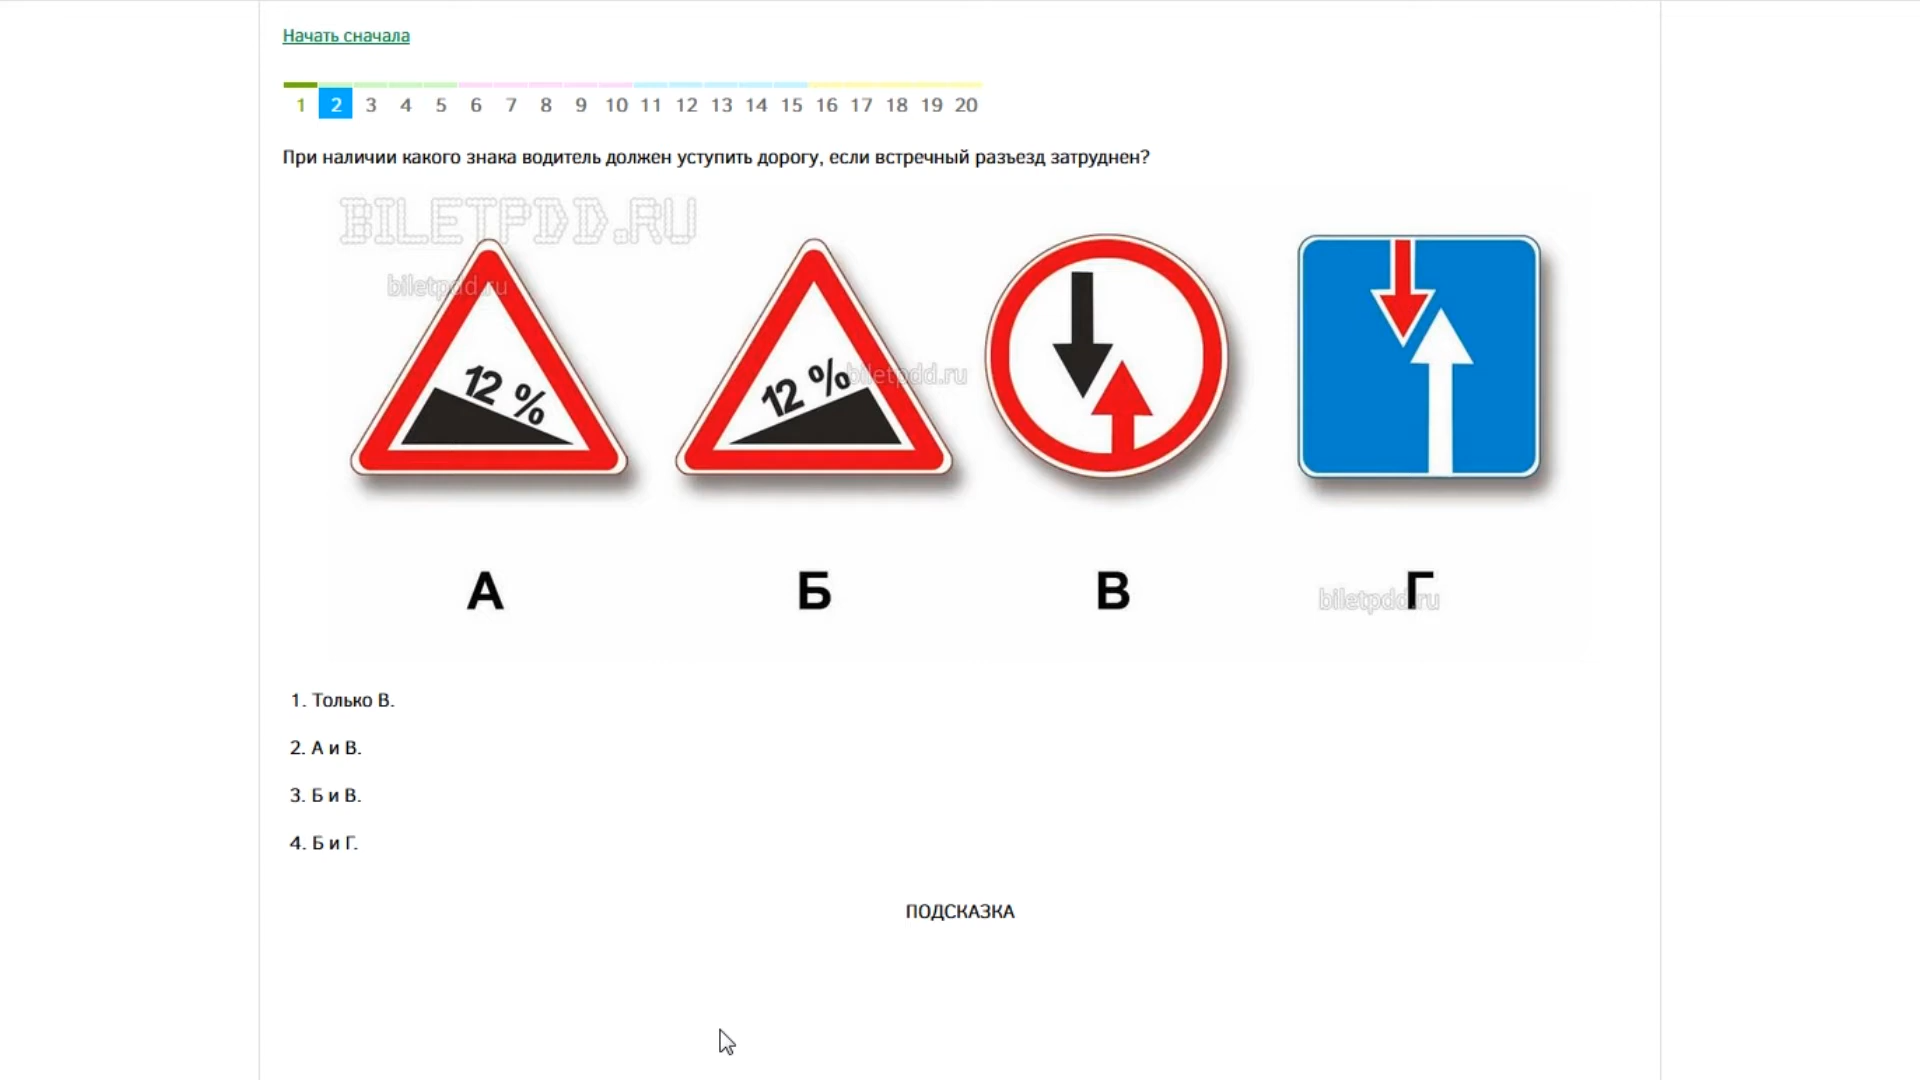 Начать сначала
1 2 3 4 5 6 7 8 9 10 11 12 13 14 15 16 17 18 19 20
При наличии какого знака водитель должен уступить дорогу, если встречный разъезд затруднен?
BILETPDD.RU
biletpdd.ru
12 %
12 %
biletpdd.ru
А Б В Г
biletpdd.ru
1. Только В.
2. А и В.
3. Б и В.
4. Б и Г.
ПОДСКАЗКА